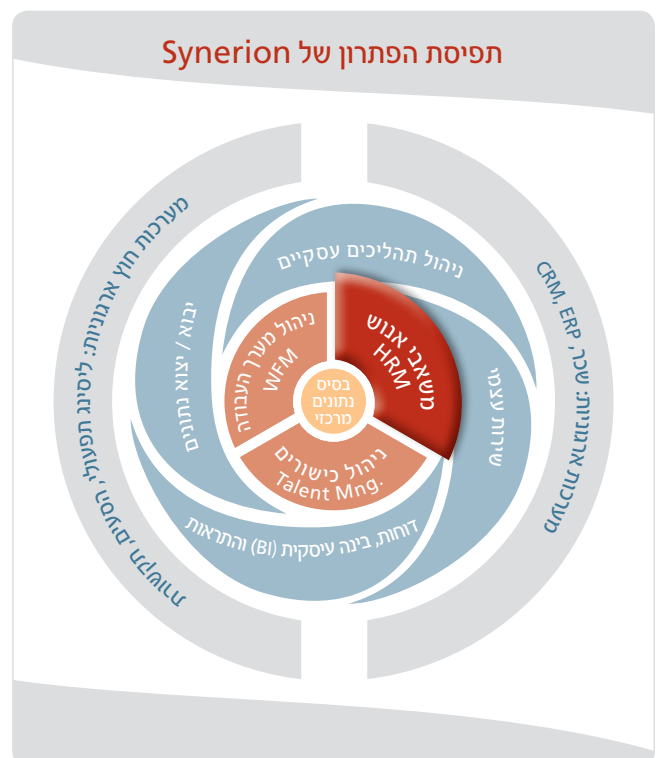 תפיסת הפתרון של Synerion
מערכות חוץ ארגוניות: ליסינג תפעולי, הסעים, תקשורת
מערכות ארגוניות: שכר, CRM, ERP
ניהול תהליכים עסקיים
יבוא / יצוא נתונים
שירות עצמי
דוחות, בינה עיסקית (BI) והתראות
משאבי אנוש
HRM
ניהול מערך העבודה
WFM
ניהול כישורים
Talent Mng.
בסיס
נתונים
מרכזי